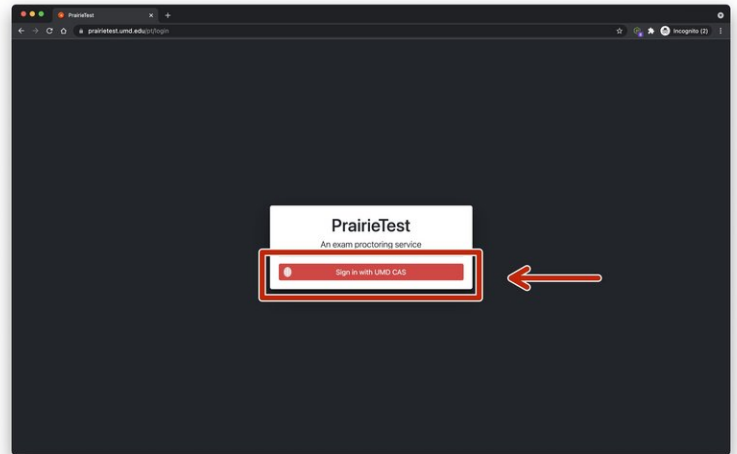 PrairieTest
prairietest.umd.edu/pt/login
Incognito (2)
PrairieTest
An exam proctoring service
Sign in with UMD CAS